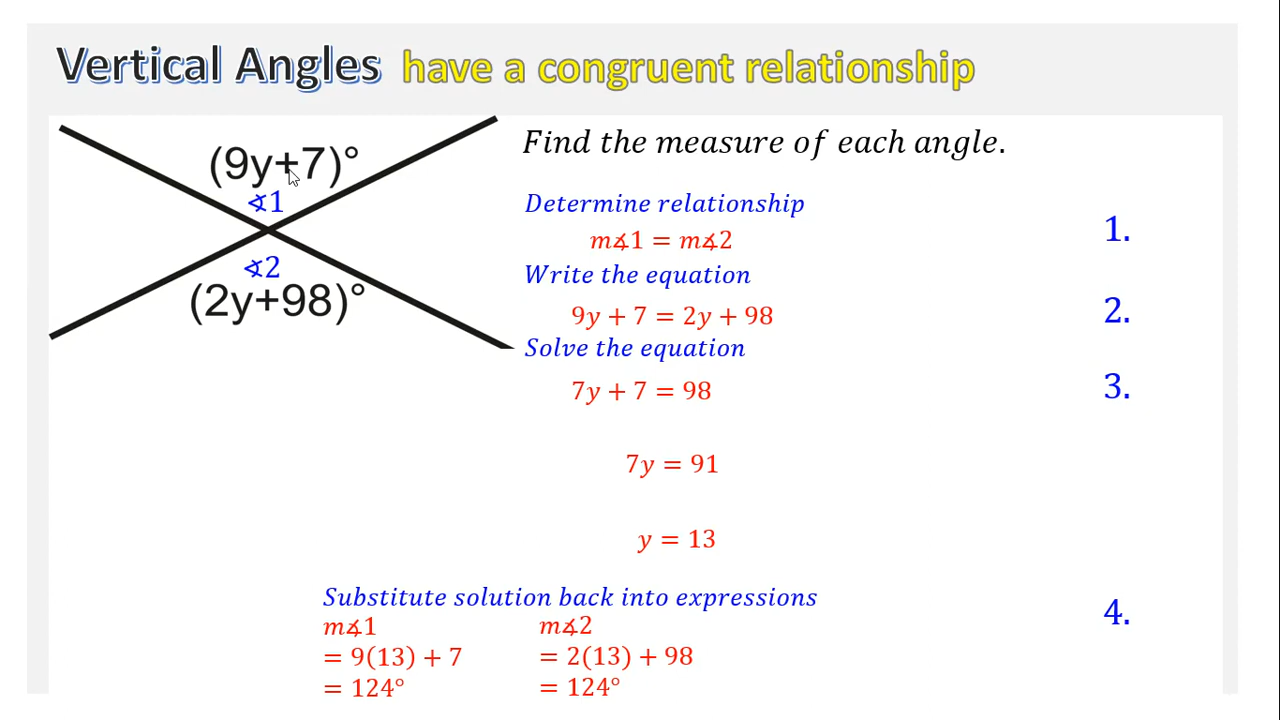 Vertical Angles have a congruent relationship
(9y+7)°
∢1
∢2
(2y+98)°
Find the measure of each angle.
Determine relationship
1.
m∡1 = m∡2
Write the equation
2.
9y + 7 = 2y + 98
Solve the equation
3.
7y + 7 = 98
7y = 91
y = 13
Substitute solution back into expressions
4.
m∡1
= 9(13) + 7
= 124°
m∡2
= 2(13) + 98
= 124°